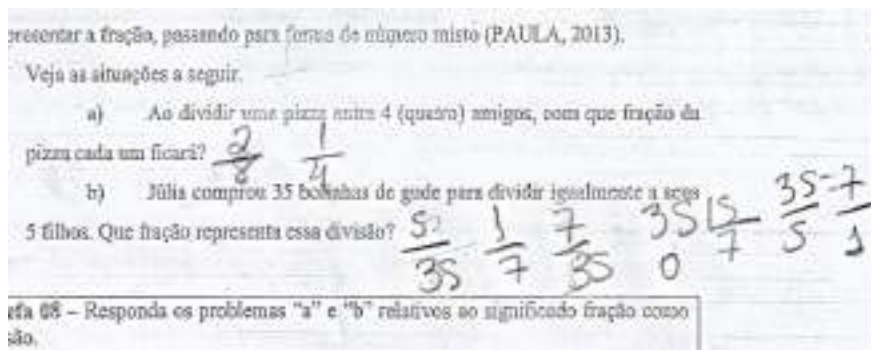 presentar a fração, passando para forma de número misto (PAULA, 2013).
Veja as situações a seguir.
a) Ao dividir uma pizza entre 4 (quatro) amigos, com que fração da
pizza cada um ficará? 2/8 1/4
b) Júlia comprou 35 bolinhas de gude para dividir igualmente a seus
5 filhos. Que fração representa essa divisão? 5/35 1/7 7/35 35 |5 0 7 35/5 = 7/1
efa 08 – Responda os problemas "a" e "b" relativos ao significado fração como
são.